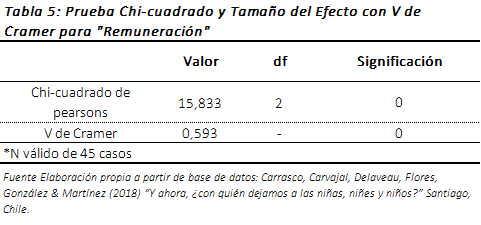 Tabla 5: Prueba Chi-cuadrado y Tamaño del Efecto con V de
Cramer para "Remuneración"
Valor df Significación
Chi-cuadrado de
pearsons 15,833 2 0
V de Cramer 0,593 - 0
*N válido de 45 casos
Fuente Elaboración propia a partir de base de datos: Carrasco, Carvajal, Delaveau, Flores,
González & Martínez (2018) “Y ahora, ¿con quién dejamos a las niñas, niñes y niños?” Santiago,
Chile.